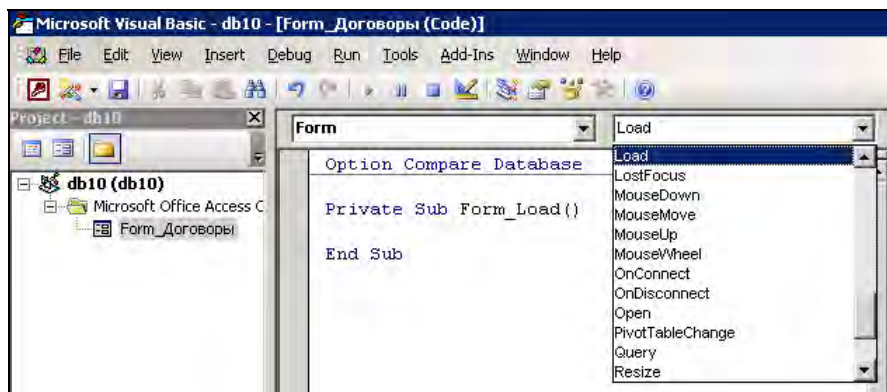 Microsoft Visual Basic - db10 - [Form_Договоры (Code)]
File Edit View Insert Debug Run Tools Add-Ins Window Help
Project - db10
Form
Load
db10 (db10)
Microsoft Office Access C
Form_Договоры
Option Compare Database
Private Sub Form_Load()
End Sub
Load
LostFocus
MouseDown
MouseMove
MouseUp
MouseWheel
OnConnect
OnDisconnect
Open
PivotTableChange
Query
Resize